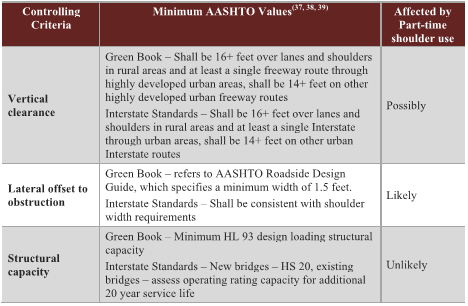 Controlling
Criteria
Minimum AASHTO Values(37, 38, 39)
Affected by
Part-time
shoulder use
Vertical
clearance
Green Book – Shall be 16+ feet over lanes and shoulders
in rural areas and at least a single freeway route through
highly developed urban areas, shall be 14+ feet on other
highly developed urban freeway routes
Interstate Standards – Shall be 16+ feet over lanes and
shoulders in rural areas and at least a single Interstate
through urban areas, shall be 14+ feet on other urban
Interstate routes
Possibly
Lateral offset to
obstruction
Green Book – refers to AASHTO Roadside Design
Guide, which specifies a minimum width of 1.5 feet.
Interstate Standards – Shall be consistent with shoulder
width requirements
Likely
Structural
capacity
Green Book – Minimum HL 93 design loading structural
capacity
Interstate Standards – New bridges – HS 20, existing
bridges – assess operating rating capacity for additional
20 year service life
Unlikely